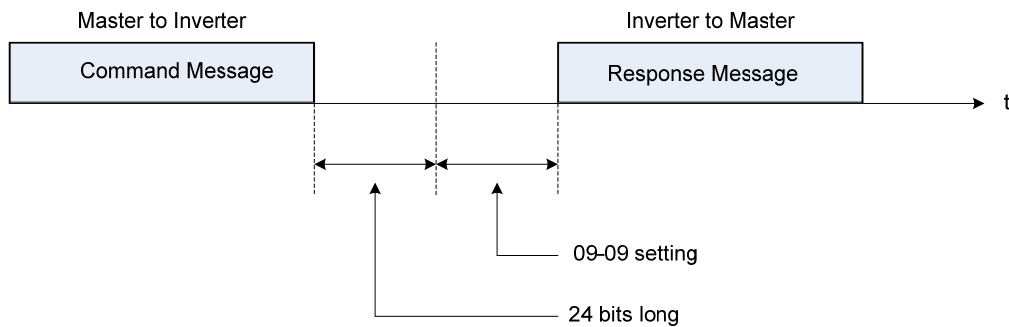 Master to Inverter
Inverter to Master
Command Message
Response Message
t
09-09 setting
24 bits long